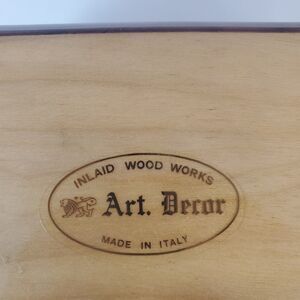 INLAID WOOD WORKS
Art. Decor
MADE IN ITALY